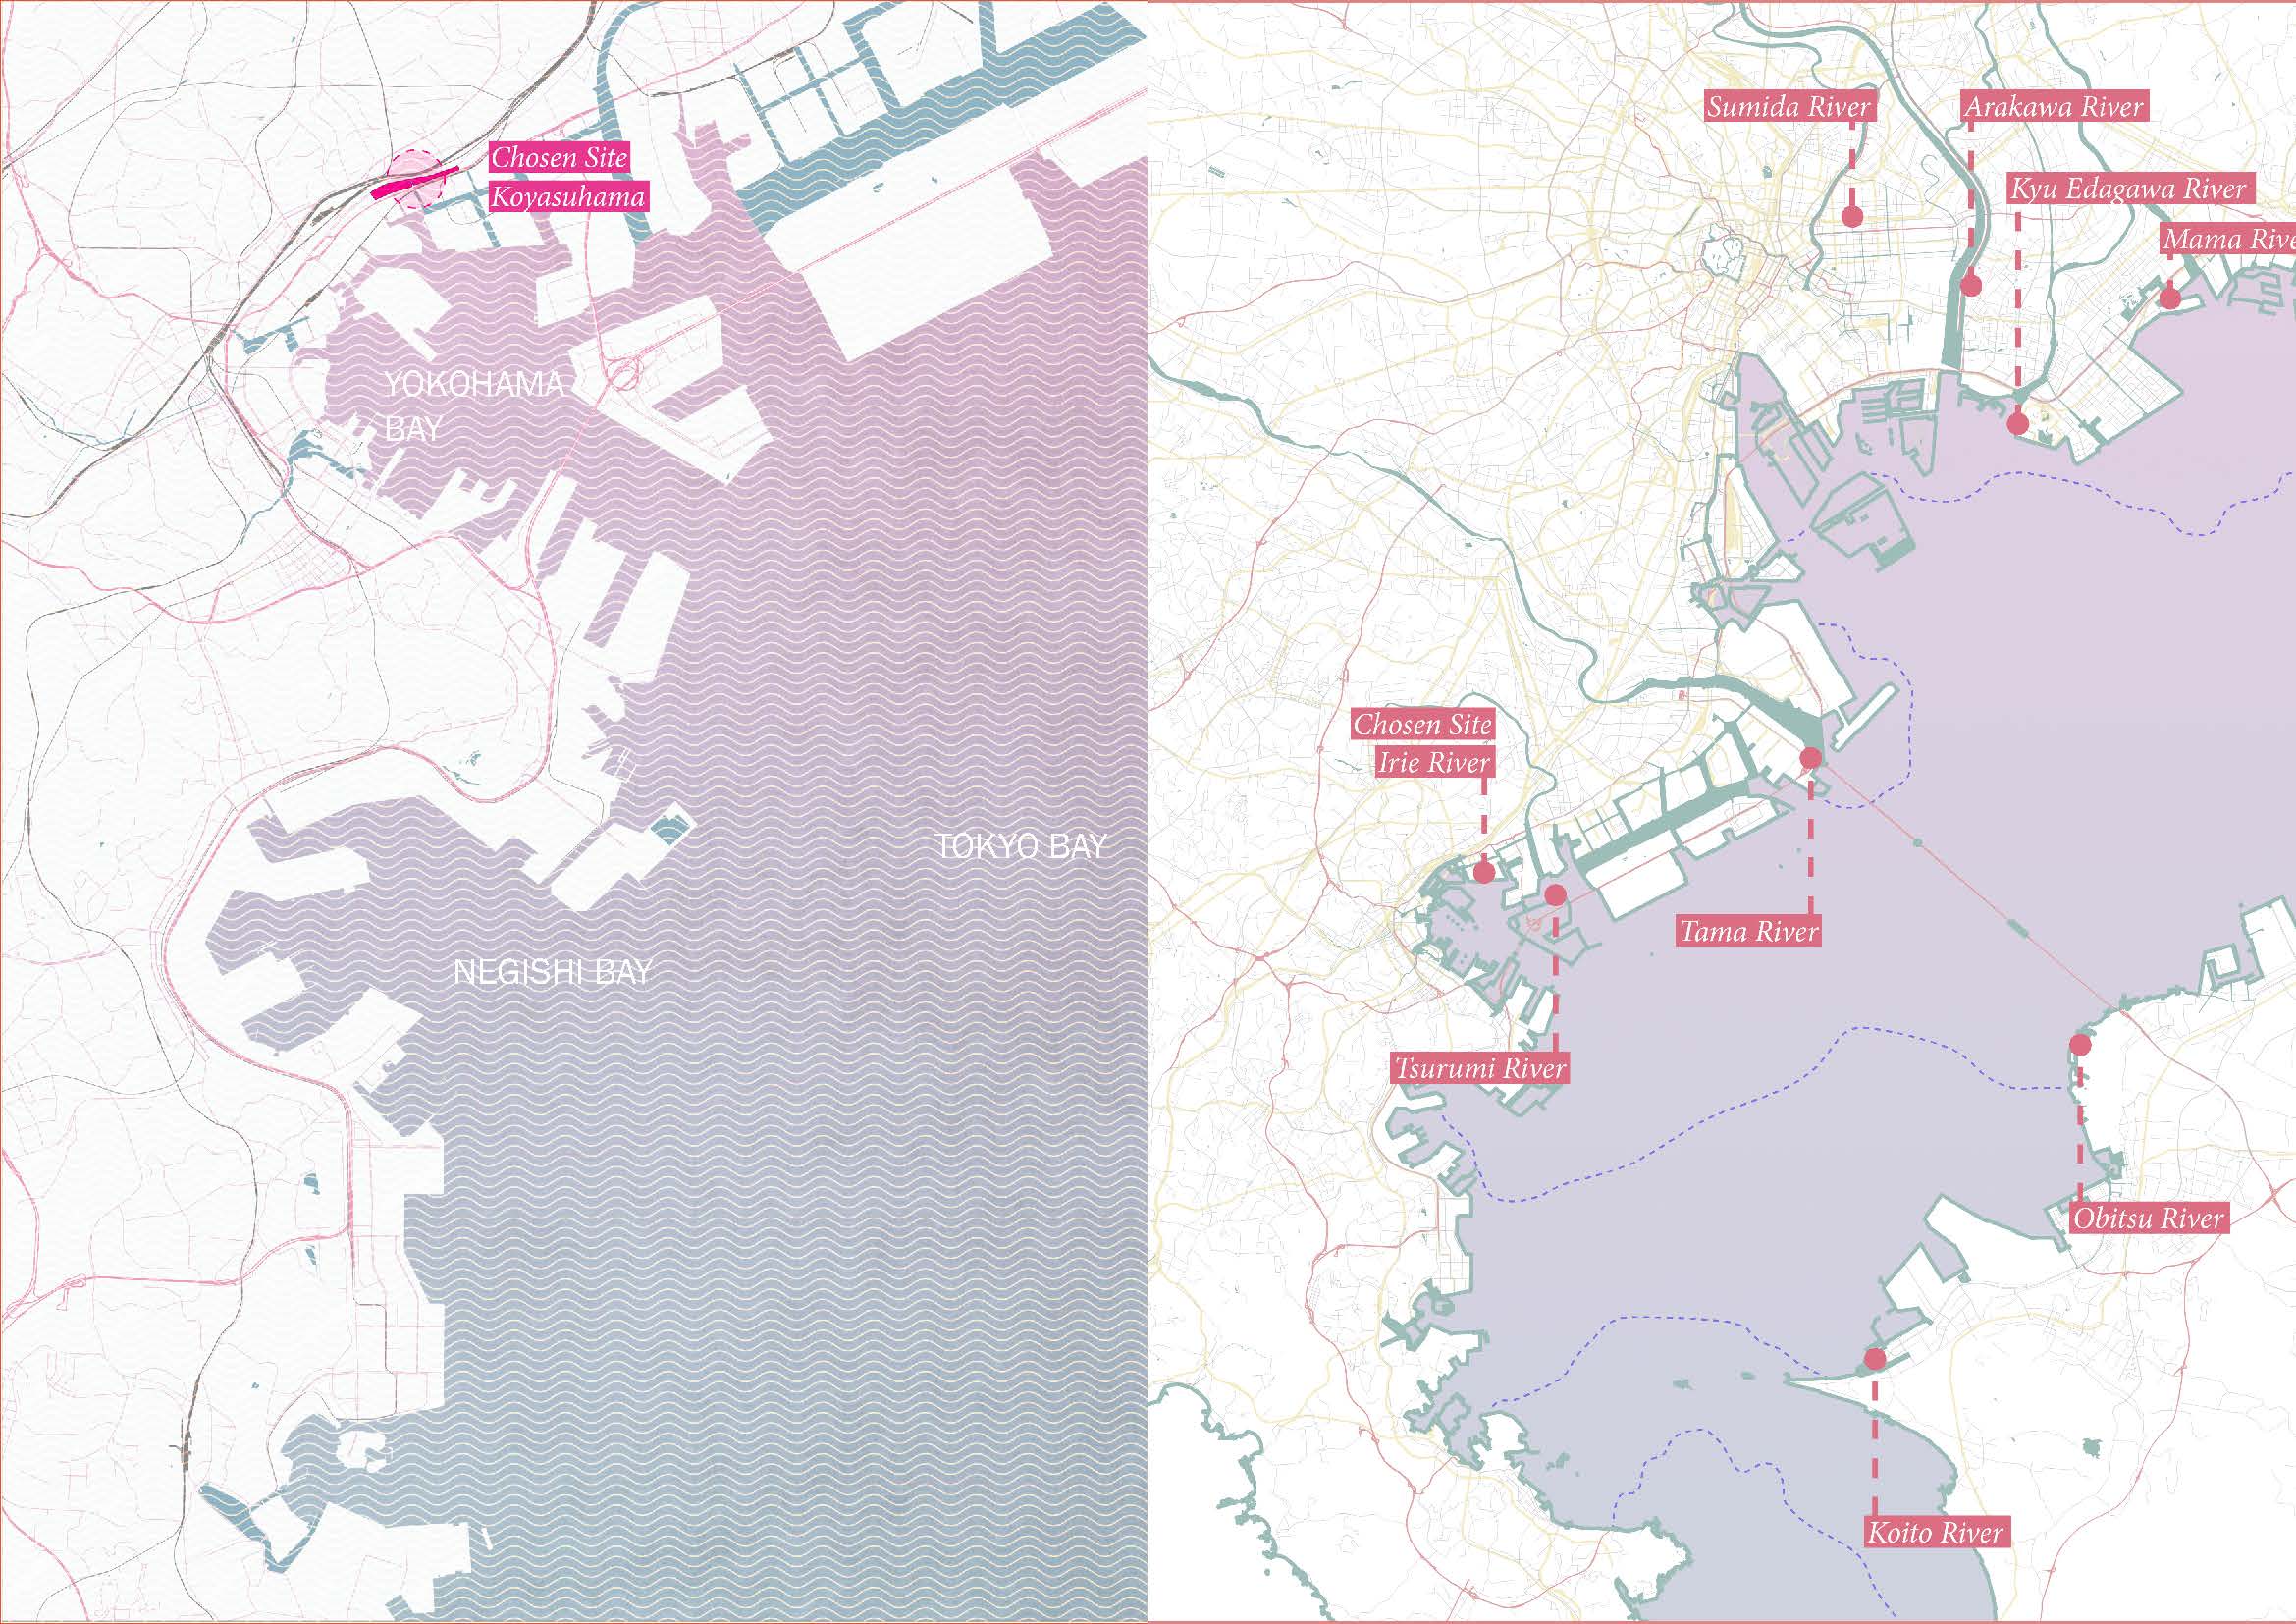 Chosen Site
Koyasuhama
YOKOHAMA
BAY
TOKYO BAY
NEGISHI BAY
Sumida River
Arakawa River
Kyu Edagawa River
Mama Rive
Chosen Site
Irie River
Tama River
Tsurumi River
Obitsu River
Koito River